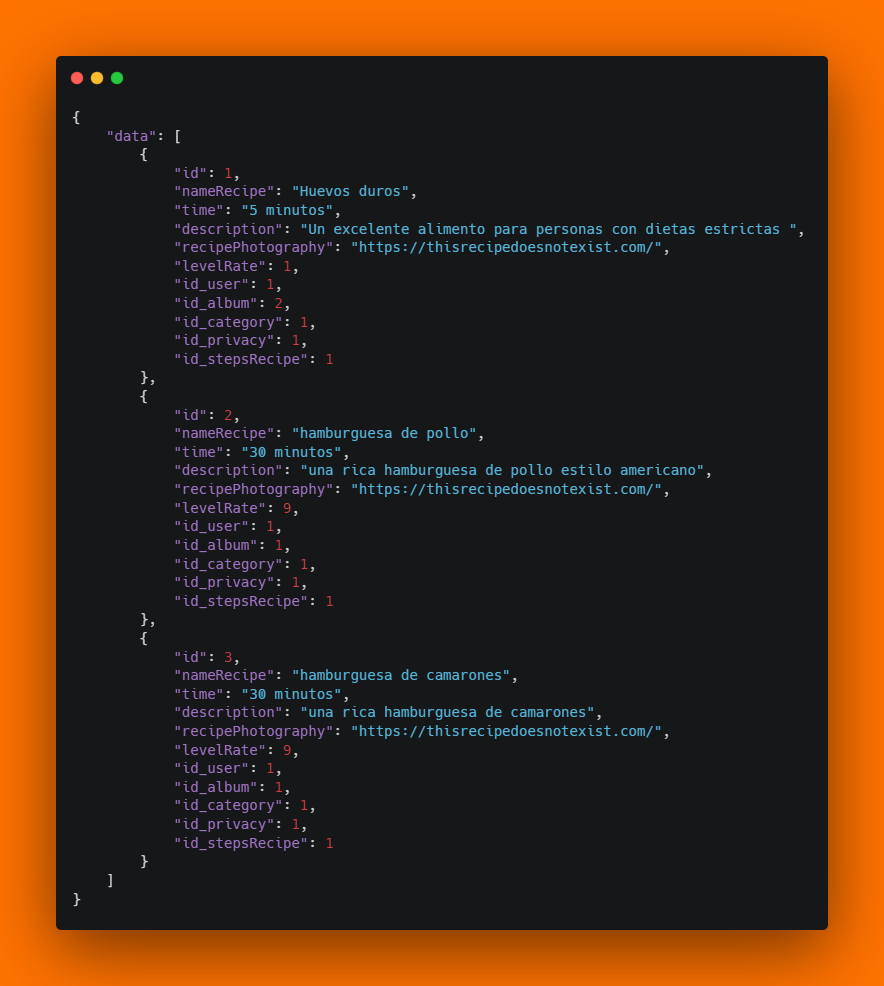 {
    "data": [
        {
            "id": 1,
            "nameRecipe": "Huevos duros",
            "time": "5 minutos",
            "description": "Un excelente alimento para personas con dietas estrictas ",
            "recipePhotography": "https://thisrecipedoesnotexist.com/",
            "levelRate": 1,
            "id_user": 1,
            "id_album": 2,
            "id_category": 1,
            "id_privacy": 1,
            "id_stepsRecipe": 1
        },
        {
            "id": 2,
            "nameRecipe": "hamburguesa de pollo",
            "time": "30 minutos",
            "description": "una rica hamburguesa de pollo estilo americano",
            "recipePhotography": "https://thisrecipedoesnotexist.com/",
            "levelRate": 9,
            "id_user": 1,
            "id_album": 1,
            "id_category": 1,
            "id_privacy": 1,
            "id_stepsRecipe": 1
        },
        {
            "id": 3,
            "nameRecipe": "hamburguesa de camarones",
            "time": "30 minutos",
            "description": "una rica hamburguesa de camarones",
            "recipePhotography": "https://thisrecipedoesnotexist.com/",
            "levelRate": 9,
            "id_user": 1,
            "id_album": 1,
            "id_category": 1,
            "id_privacy": 1,
            "id_stepsRecipe": 1
        }
    ]
}